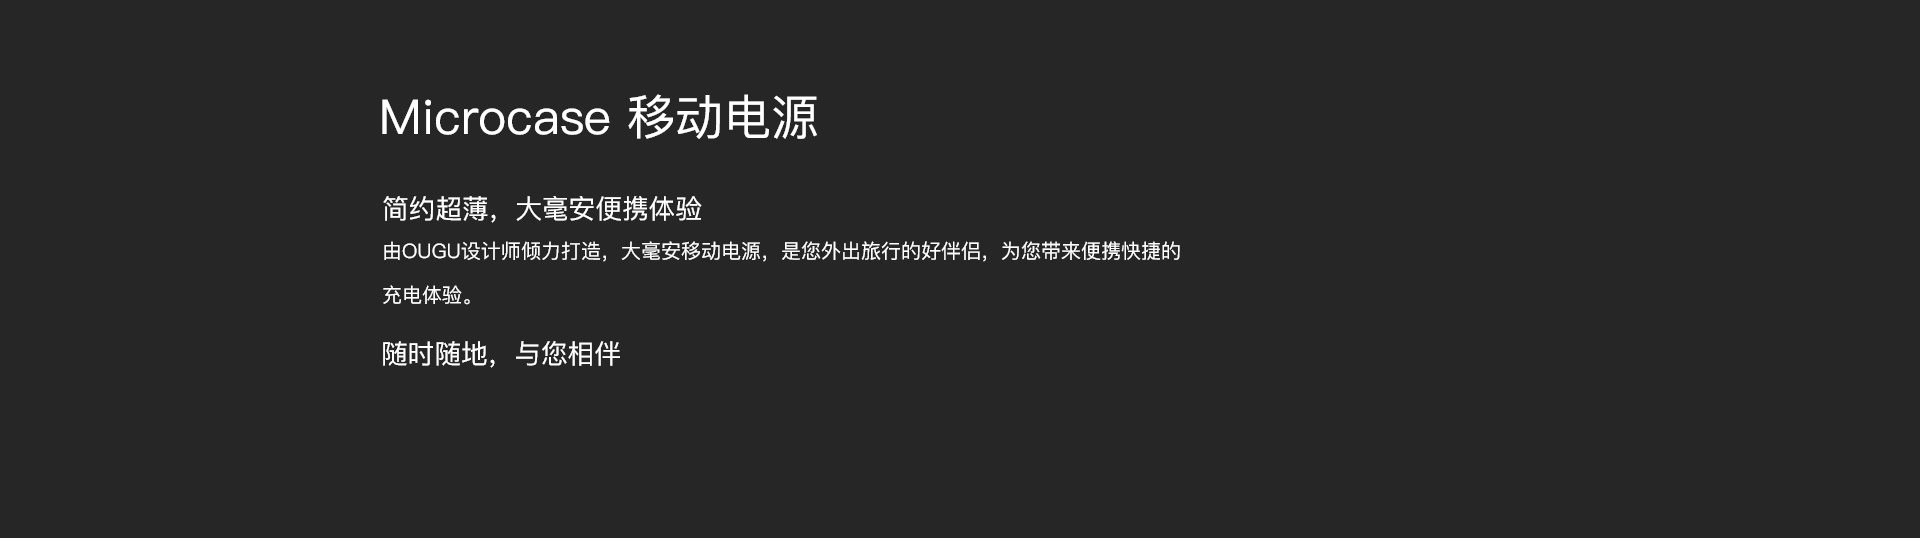 Microcase 移动电源
简约超薄，大毫安便携体验
由OUGU设计师倾力打造，大毫安移动电源，是您外出旅行的好伴侣，为您带来便携快捷的
充电体验。
随时随地，与您相伴